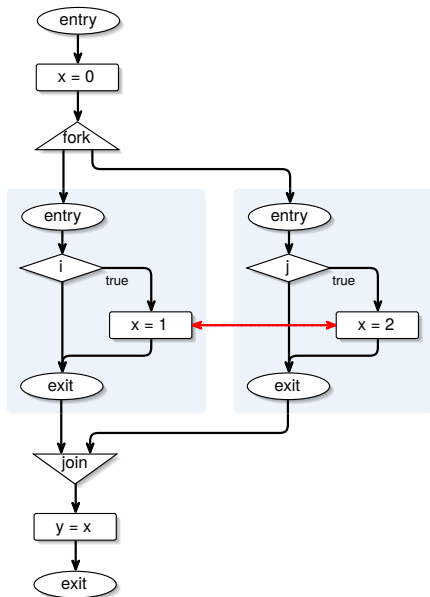 entry
x = 0
fork
entry
entry
i
true
j
true
x = 1
x = 2
exit
exit
join
y = x
exit